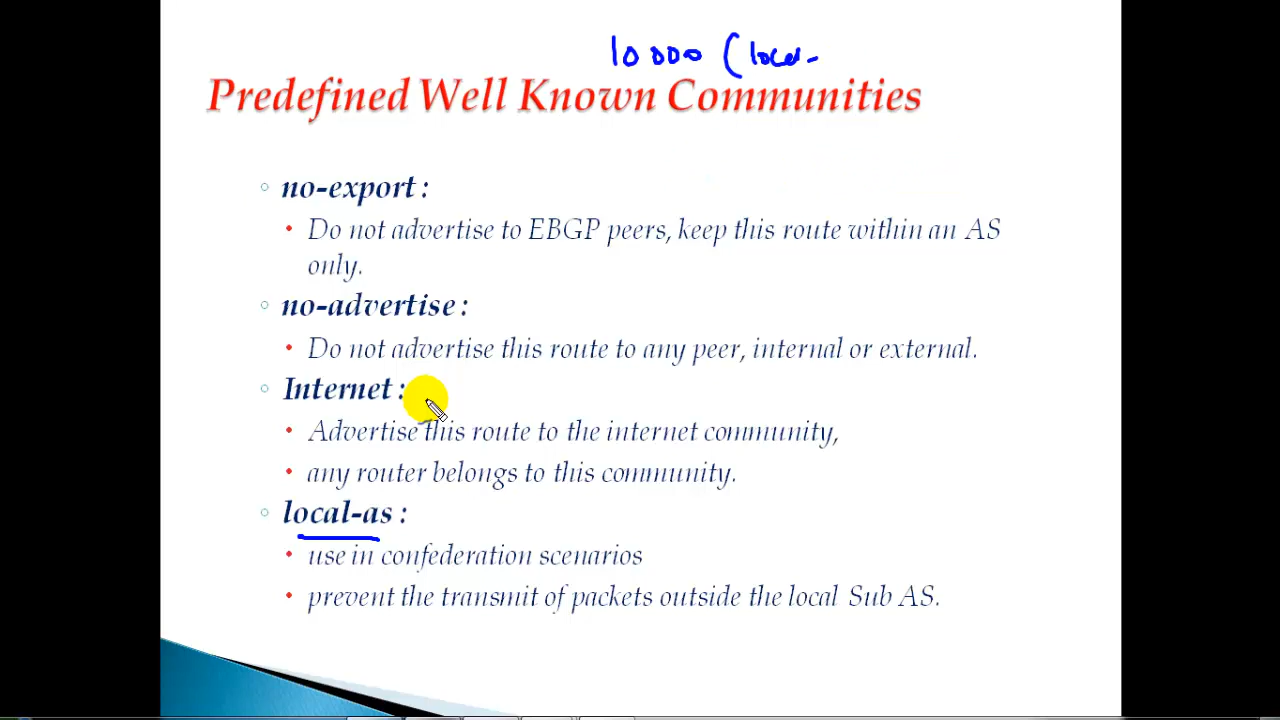 10000 (local-
Predefined Well Known Communities
no-export :
Do not advertise to EBGP peers, keep this route within an AS
only.
no-advertise :
Do not advertise this route to any peer, internal or external.
Internet :
Advertise this route to the internet community,
any router belongs to this community.
local-as :
use in confederation scenarios
prevent the transmit of packets outside the local Sub AS.